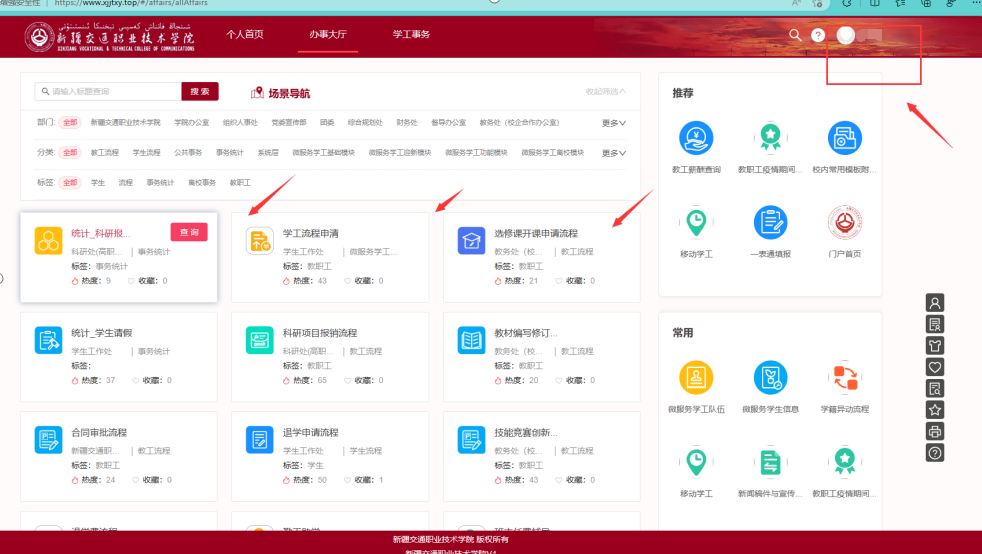 增强安全性 | https://www.xjjtxy.top/#/affairs/allAffairs
新疆交通职业技术学院
XINJIANG VOCATIONAL & TECHNICAL COLLEGE OF COMMUNICATIONS
个人首页 办事大厅 学工事务
请输入标题查询 搜索 场景导航 收起筛选
部门: 全部 新疆交通职业技术学院 学院办公室 组织人事处 党委宣传部 团委 综合规划处 财务处 督导办公室 教务处（校企合作办公室） 更多
分类: 全部 教工流程 学生流程 公共事务 事务统计 系统层 微服务学工基础模块 微服务学工迎新模块 微服务学工功能模块 微服务学工离校模块 更多
标签: 全部 学生 流程 事务统计 离校事务 教职工
统计_科研报... 查询
科研处(高职... | 事务统计
标签: 事务统计
热度: 9 收藏: 0
学工流程申请
学生工作处 | 微服务学工...
标签: 教职工
热度: 43 收藏: 0
选修课开课申请流程
教务处（校... | 教工流程
标签: 教职工
热度: 21 收藏: 0
统计_学生请假
学生工作处 | 事务统计
标签:
热度: 37 收藏: 0
科研项目报销流程
科研处(高职... | 教工流程
标签: 教职工
热度: 65 收藏: 0
教材编写修订...
教务处（校... | 教工流程
标签: 教职工
热度: 20 收藏: 0
合同审批流程
新疆交通职... | 教工流程
标签: 教职工
热度: 24 收藏: 0
退学申请流程
学生工作处 | 学生流程
标签: 学生
热度: 50 收藏: 1
技能竞赛创新...
教务处（校... | 教工流程
标签: 教职工
热度: 43 收藏: 0
推荐
教工薪酬查询 教职工疫情期间... 校内常用模板附...
移动学工 一表通填报 门户首页
常用
微服务学工队伍 微服务学生信息 学籍异动流程
移动学工 新闻稿件与宣传... 教职工疫情期间...
新疆交通职业技术学院 版权所有